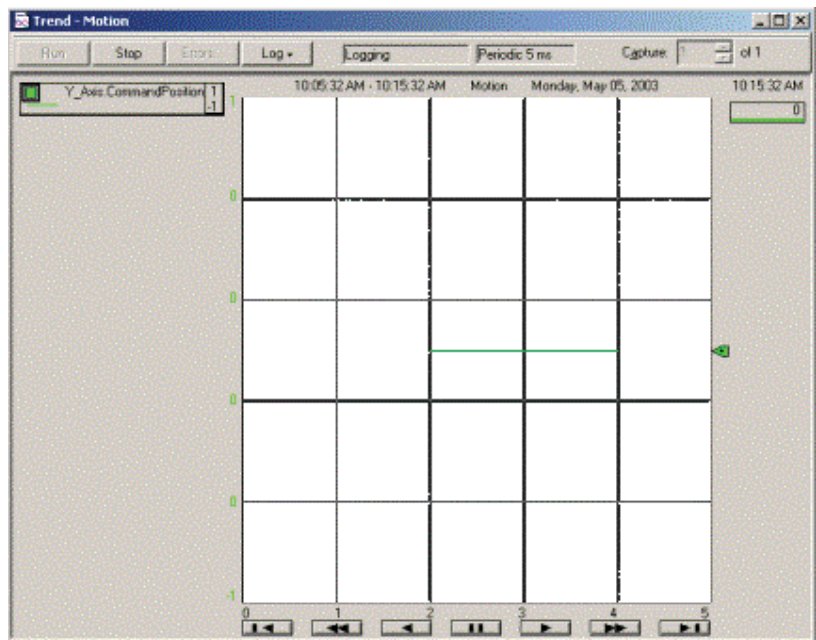 Trend - Motion
Run Stop Errors Log Logging Periodic 5 ms Capture: 1 of 1
Y_Axis.CommandPosition 1
-1
10:05:32 AM - 10:15:32 AM Motion Monday, May 05, 2003 10:15:32 AM
0
1
0
0
0
0
-1
0 1 2 3 4 5